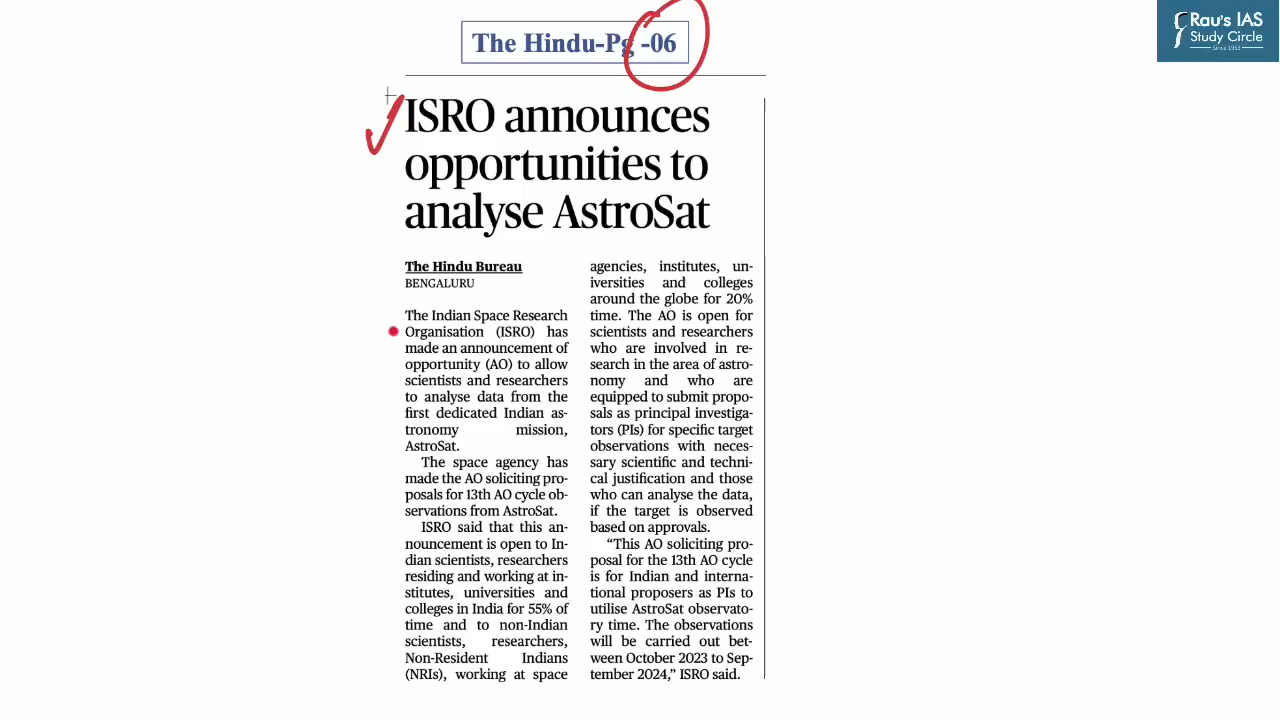 The Hindu-Pg -06
Rau's IAS
Study Circle
Since 1953
ISRO announces
opportunities to
analyse AstroSat
The Hindu Bureau
BENGALURU
The Indian Space Research
Organisation (ISRO) has
made an announcement of
opportunity (AO) to allow
scientists and researchers
to analyse data from the
first dedicated Indian as-
tronomy mission,
AstroSat.
The space agency has
made the AO soliciting pro-
posals for 13th AO cycle ob-
servations from AstroSat.
ISRO said that this an-
nouncement is open to In-
dian scientists, researchers
residing and working at in-
stitutes, universities and
colleges in India for 55% of
time and to non-Indian
scientists, researchers,
Non-Resident Indians
(NRIs), working at space
agencies, institutes, un-
iversities and colleges
around the globe for 20%
time. The AO is open for
scientists and researchers
who are involved in re-
search in the area of astro-
nomy and who are
equipped to submit propo-
sals as principal investiga-
tors (PIs) for specific target
observations with neces-
sary scientific and techni-
cal justification and those
who can analyse the data,
if the target is observed
based on approvals.
“This AO soliciting pro-
posal for the 13th AO cycle
is for Indian and interna-
tional proposers as PIs to
utilise AstroSat observato-
ry time. The observations
will be carried out bet-
ween October 2023 to Sep-
tember 2024,” ISRO said.